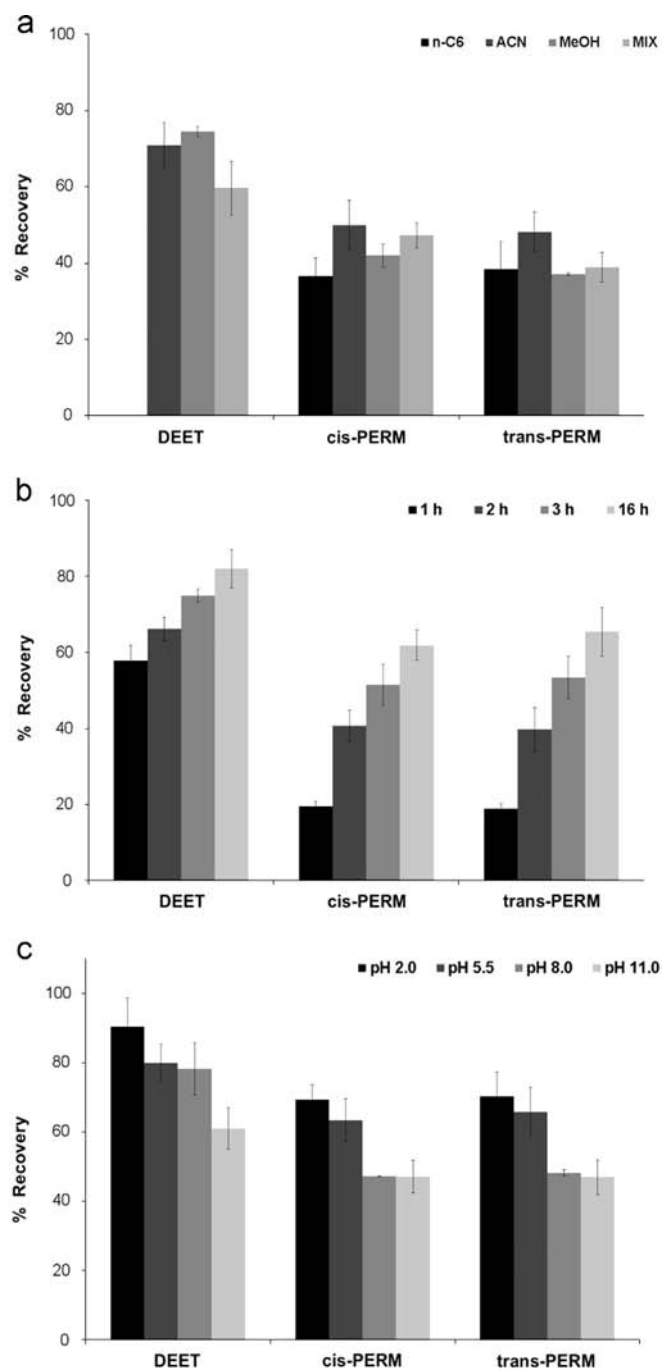 a
n-C6 ACN MeOH MIX
100
80
60
40
20
0
% Recovery
DEET cis-PERM trans-PERM
b
1 h 2 h 3 h 16 h
100
80
60
40
20
0
% Recovery
DEET cis-PERM trans-PERM
c
pH 2.0 pH 5.5 pH 8.0 pH 11.0
100
80
60
40
20
0
% Recovery
DEET cis-PERM trans-PERM